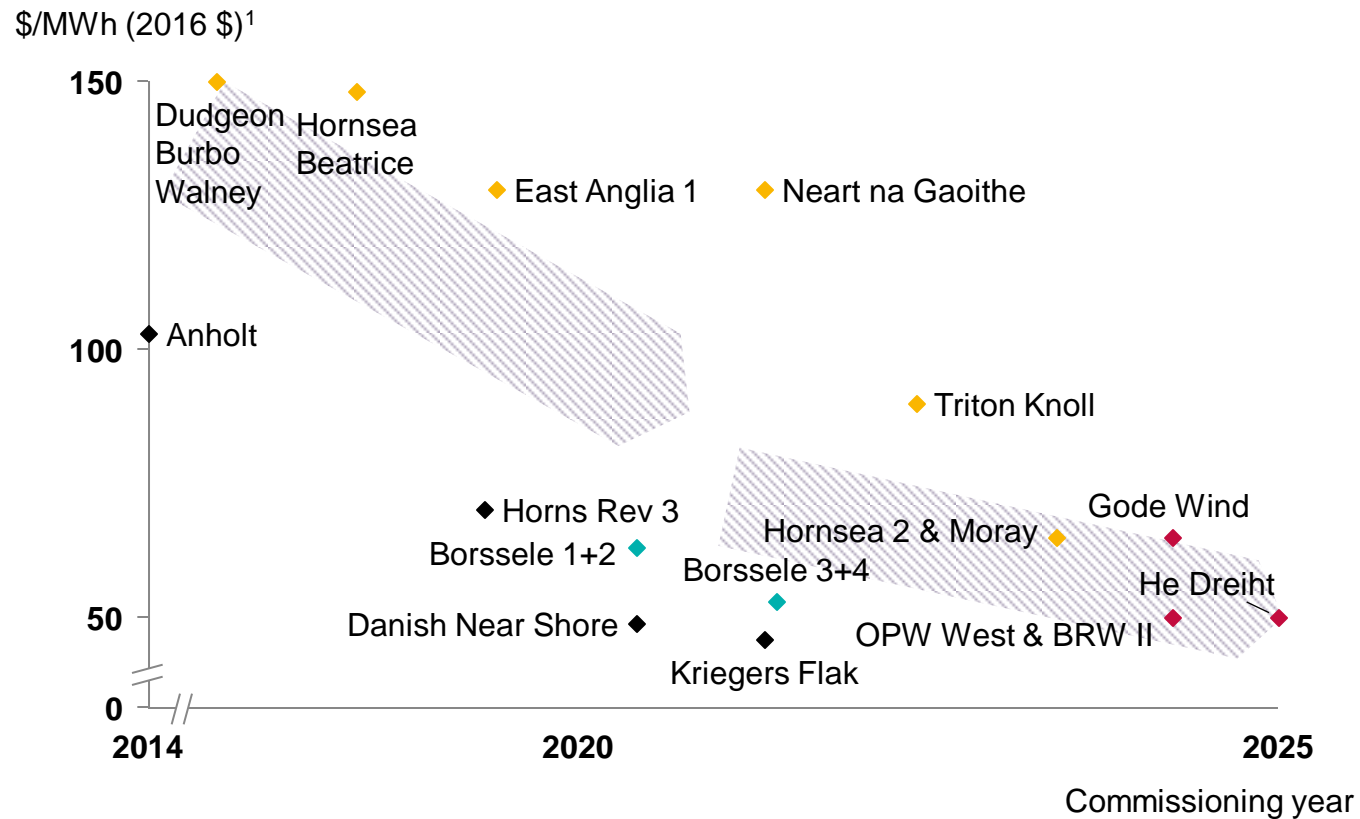 $/MWh (2016 $)¹
150
Dudgeon
Burbo
Walney
Hornsea
Beatrice
East Anglia 1
Neart na Gaoithe
100
Anholt
Triton Knoll
Horns Rev 3
Gode Wind
Hornsea 2 & Moray
Borssele 1+2
Borssele 3+4
He Dreiht
50
Danish Near Shore
OPW West & BRW II
Kriegers Flak
0
2014
2020
2025
Commissioning year